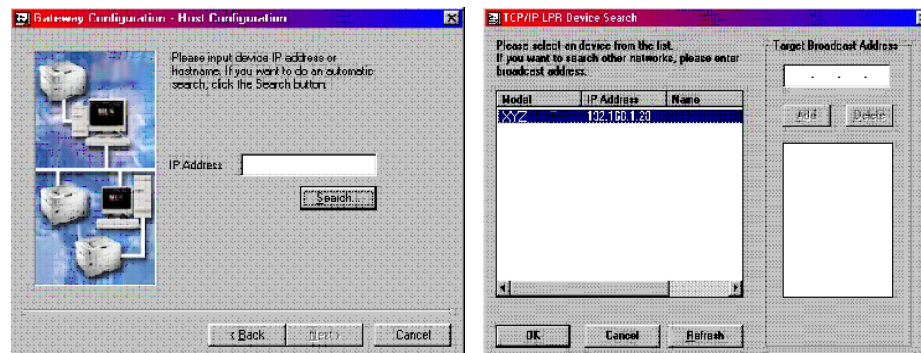 Gateway Configuration - Host Configuration
Please input device IP address or
hostname. If you want to do an automatic
search, click the Search button.
IP Address
Search...
< Back
Next >
Cancel
TCP/IP LPR Device Search
Please select an device from the list.
If you want to search other networks, please enter
broadcast address.
Model IP Address Name
XYZ 192.168.1.20
OK
Cancel
Refresh
Target Broadcast Address
. . .
Add
Delete